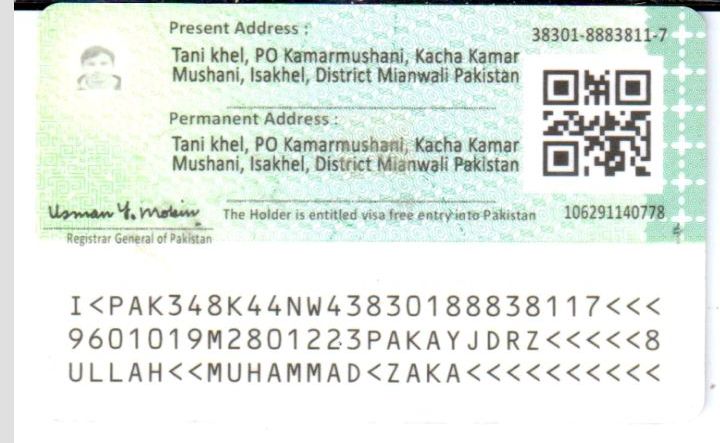 Present Address :
38301-8883811-7
Tani khel, PO Kamarmushani, Kacha Kamar
Mushani, Isakhel, District Mianwali Pakistan
Permanent Address :
Tani khel, PO Kamarmushani, Kacha Kamar
Mushani, Isakhel, District Mianwali Pakistan
Usman Y. Mobin
The Holder is entitled visa free entry into Pakistan
106291140778
Registrar General of Pakistan
I<PAK348K44NW43830188838117<<<
9601019M2801223PAKAYJDRZ<<<<<8
ULLAH<<MUHAMMAD<ZAKA<<<<<<<<<<